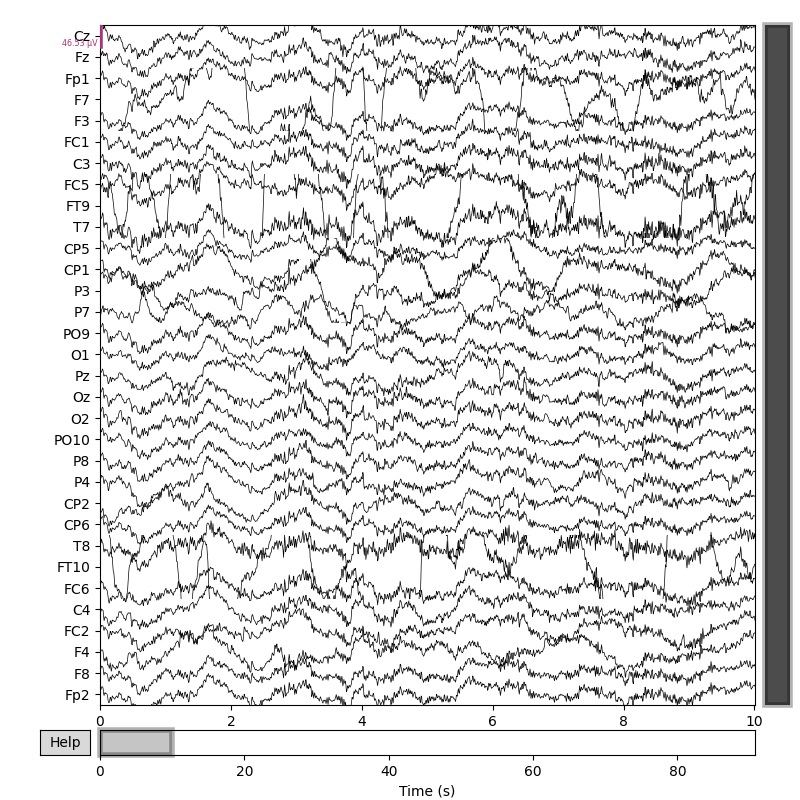 Cz
46.53 µV
Fz
Fp1
F7
F3
FC1
C3
FC5
FT9
T7
CP5
CP1
P3
P7
PO9
O1
Pz
Oz
O2
PO10
P8
P4
CP2
CP6
T8
FT10
FC6
C4
FC2
F4
F8
Fp2
0 2 4 6 8 10
Help
0 20 40 60 80
Time (s)